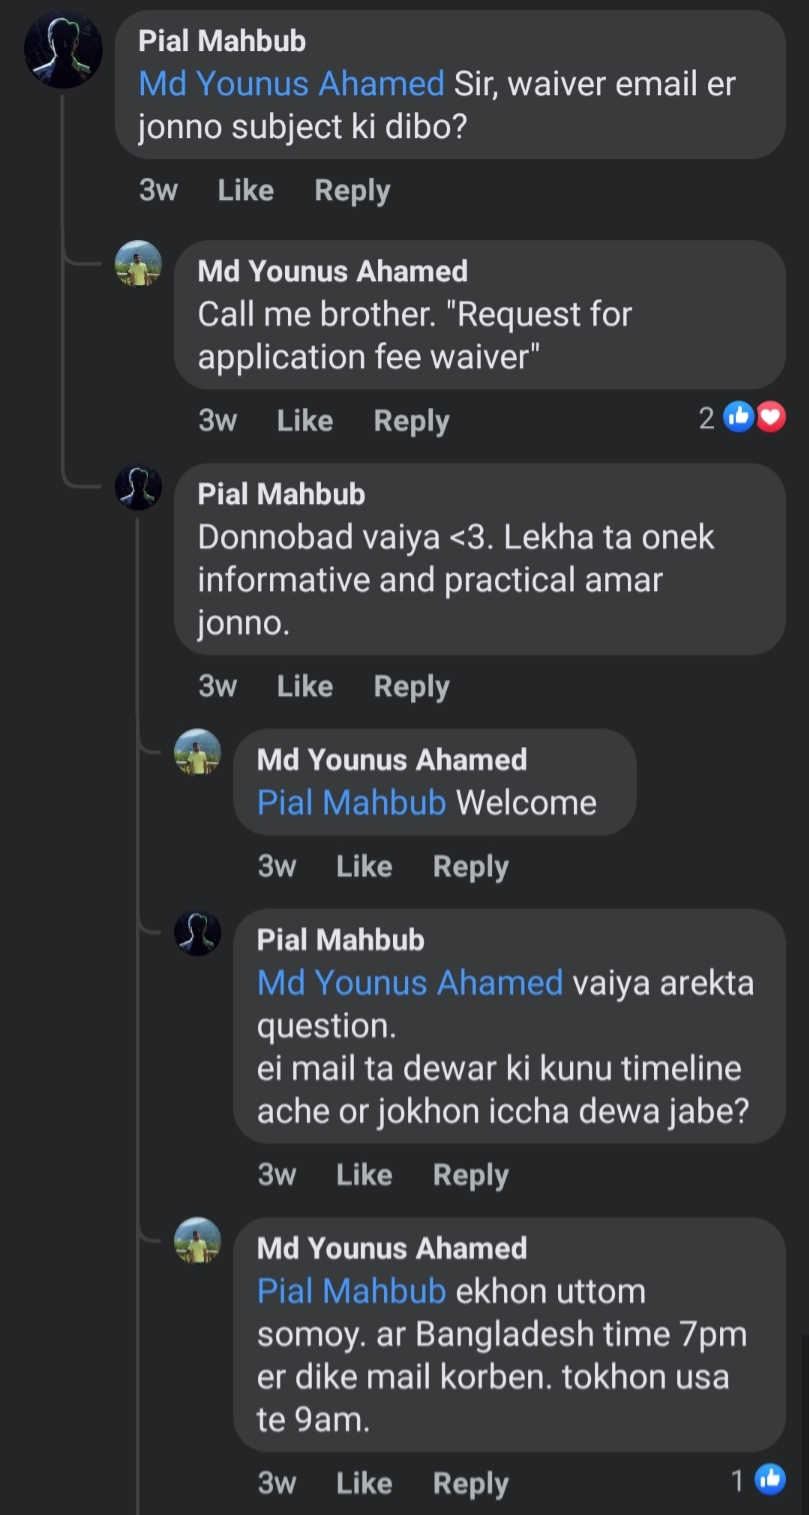 Pial Mahbub
Md Younus Ahamed Sir, waiver email er
jonno subject ki dibo?
3w Like Reply
Md Younus Ahamed
Call me brother. "Request for
application fee waiver"
3w Like Reply 2
Pial Mahbub
Donnobad vaiya <3. Lekha ta onek
informative and practical amar
jonno.
3w Like Reply
Md Younus Ahamed
Pial Mahbub Welcome
3w Like Reply
Pial Mahbub
Md Younus Ahamed vaiya arekta
question.
ei mail ta dewar ki kunu timeline
ache or jokhon iccha dewa jabe?
3w Like Reply
Md Younus Ahamed
Pial Mahbub ekhon uttom
somoy. ar Bangladesh time 7pm
er dike mail korben. tokhon usa
te 9am.
3w Like Reply 1